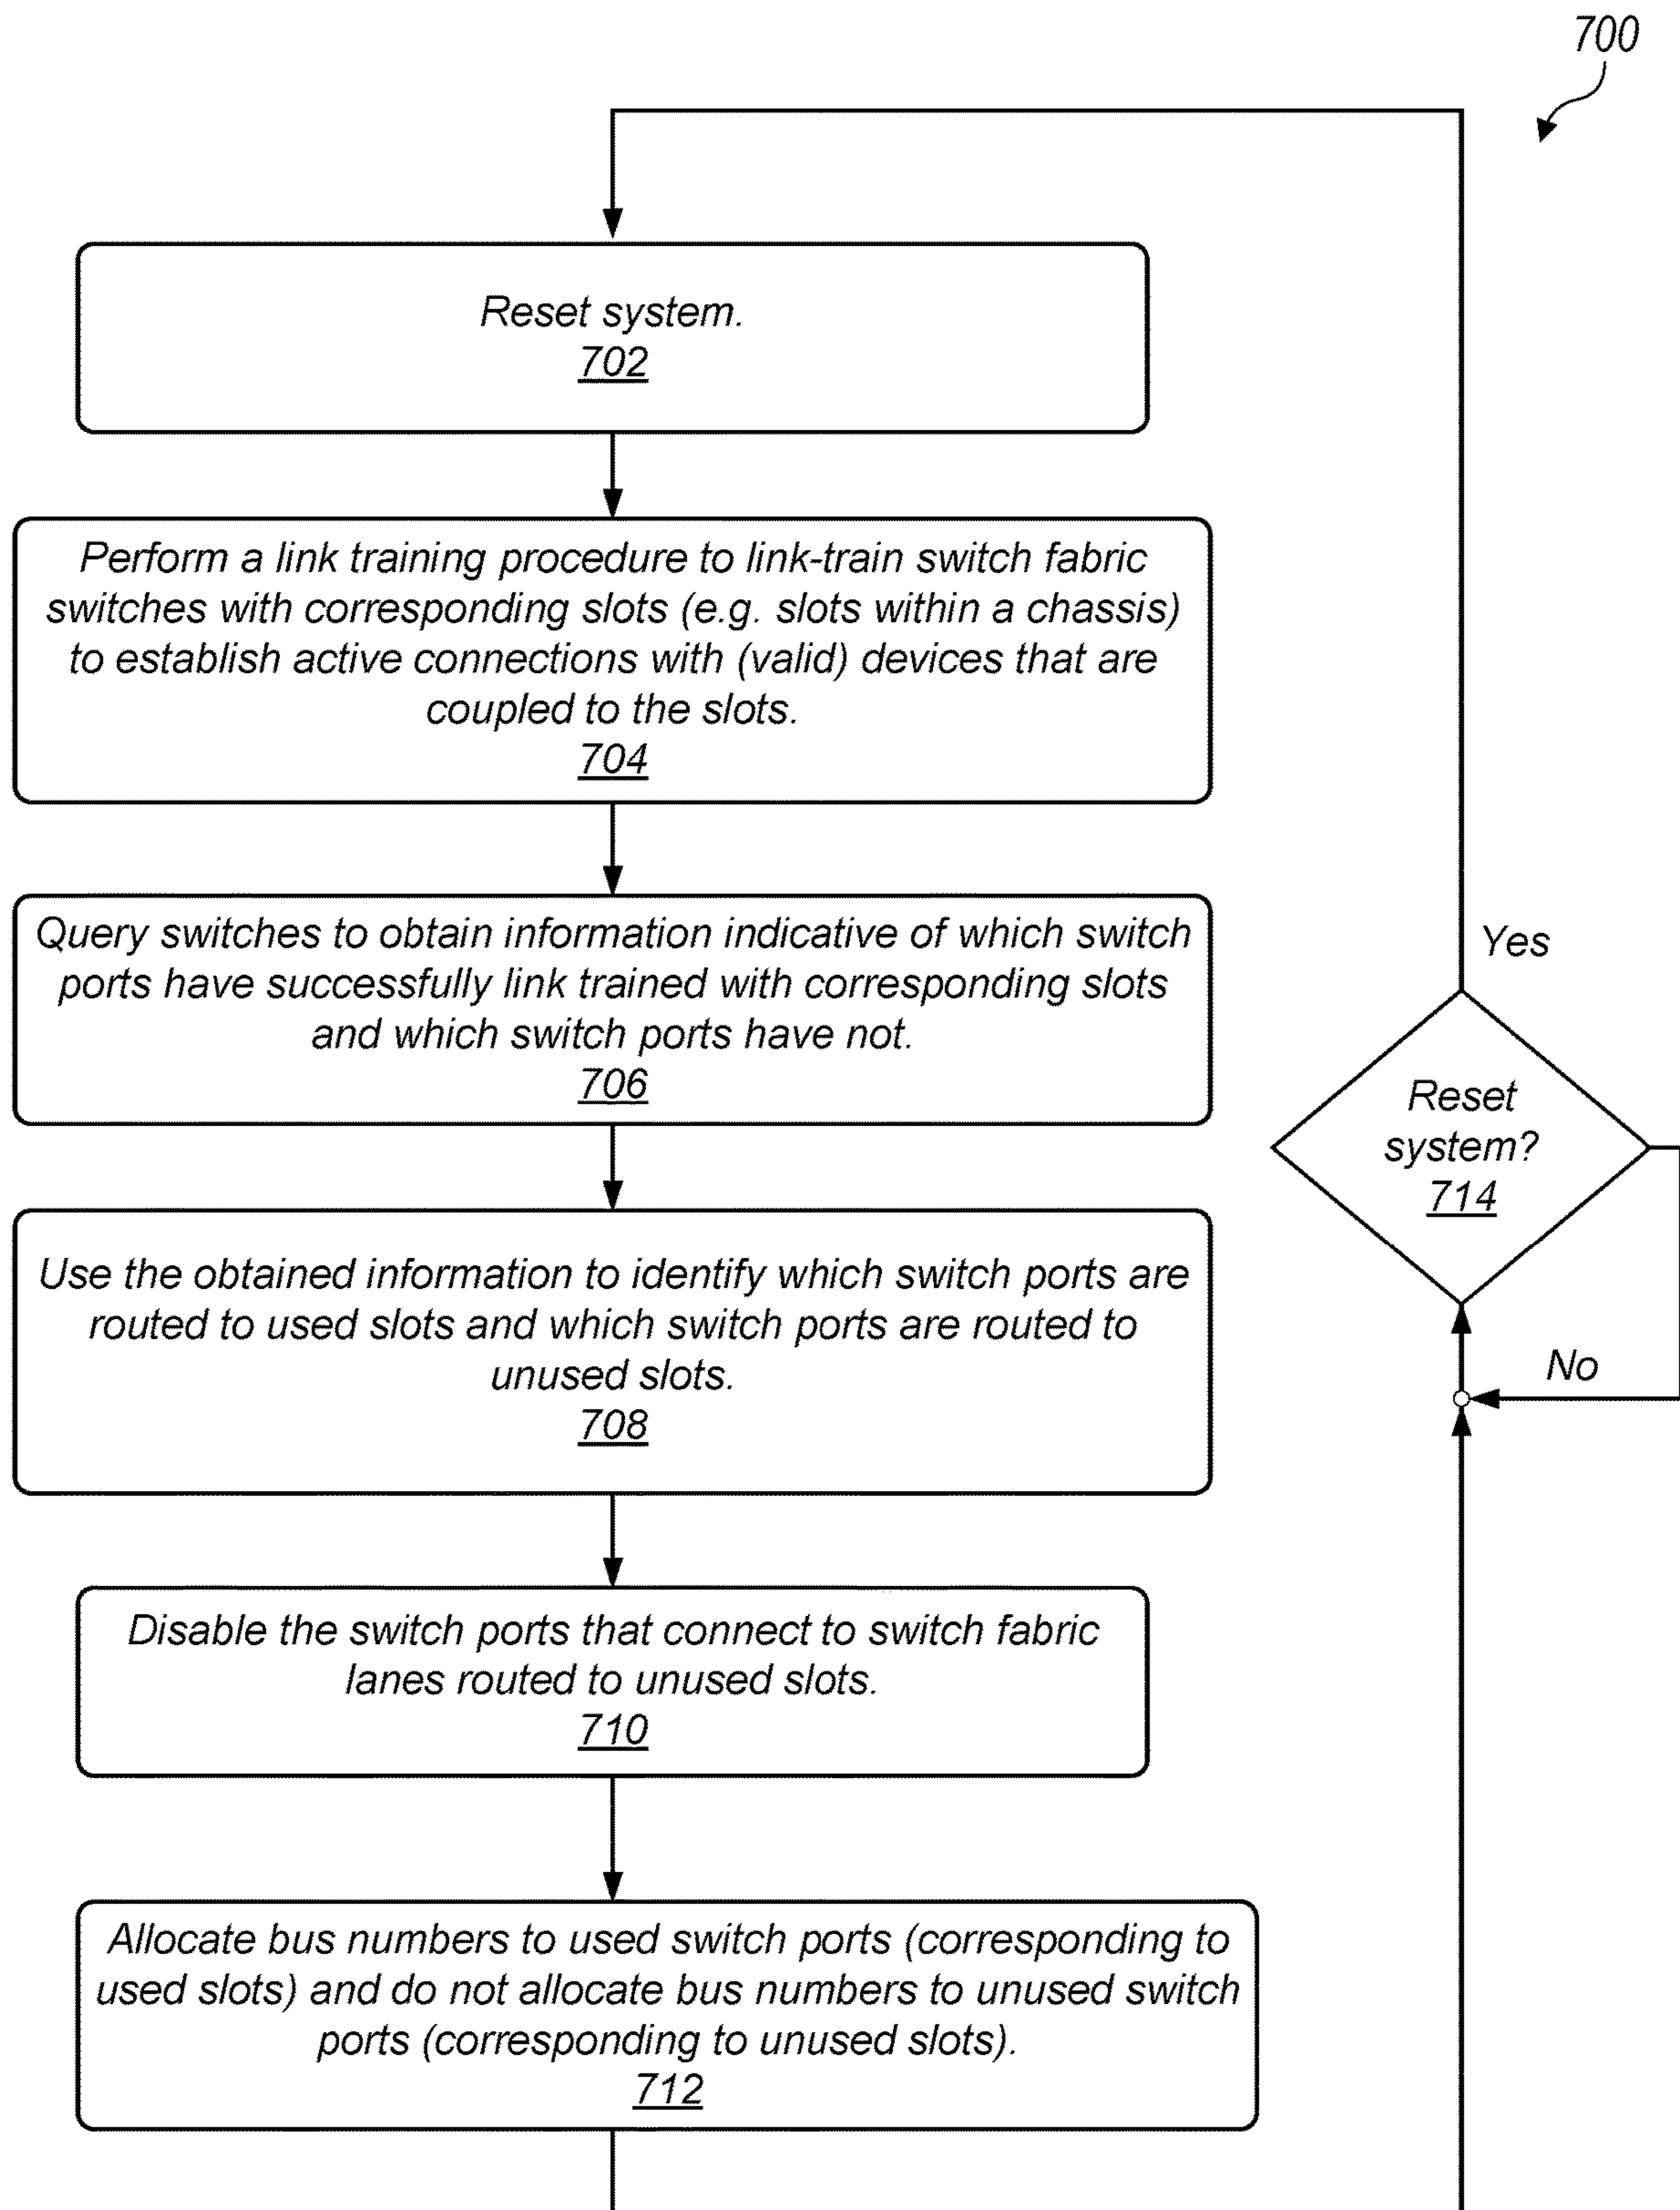 700
Reset system.
702
Perform a link training procedure to link-train switch fabric
switches with corresponding slots (e.g. slots within a chassis)
to establish active connections with (valid) devices that are
coupled to the slots.
704
Query switches to obtain information indicative of which switch
ports have successfully link trained with corresponding slots
and which switch ports have not.
706
Yes
Reset
system?
714
No
Use the obtained information to identify which switch ports are
routed to used slots and which switch ports are routed to
unused slots.
708
Disable the switch ports that connect to switch fabric
lanes routed to unused slots.
710
Allocate bus numbers to used switch ports (corresponding to
used slots) and do not allocate bus numbers to unused switch
ports (corresponding to unused slots).
712